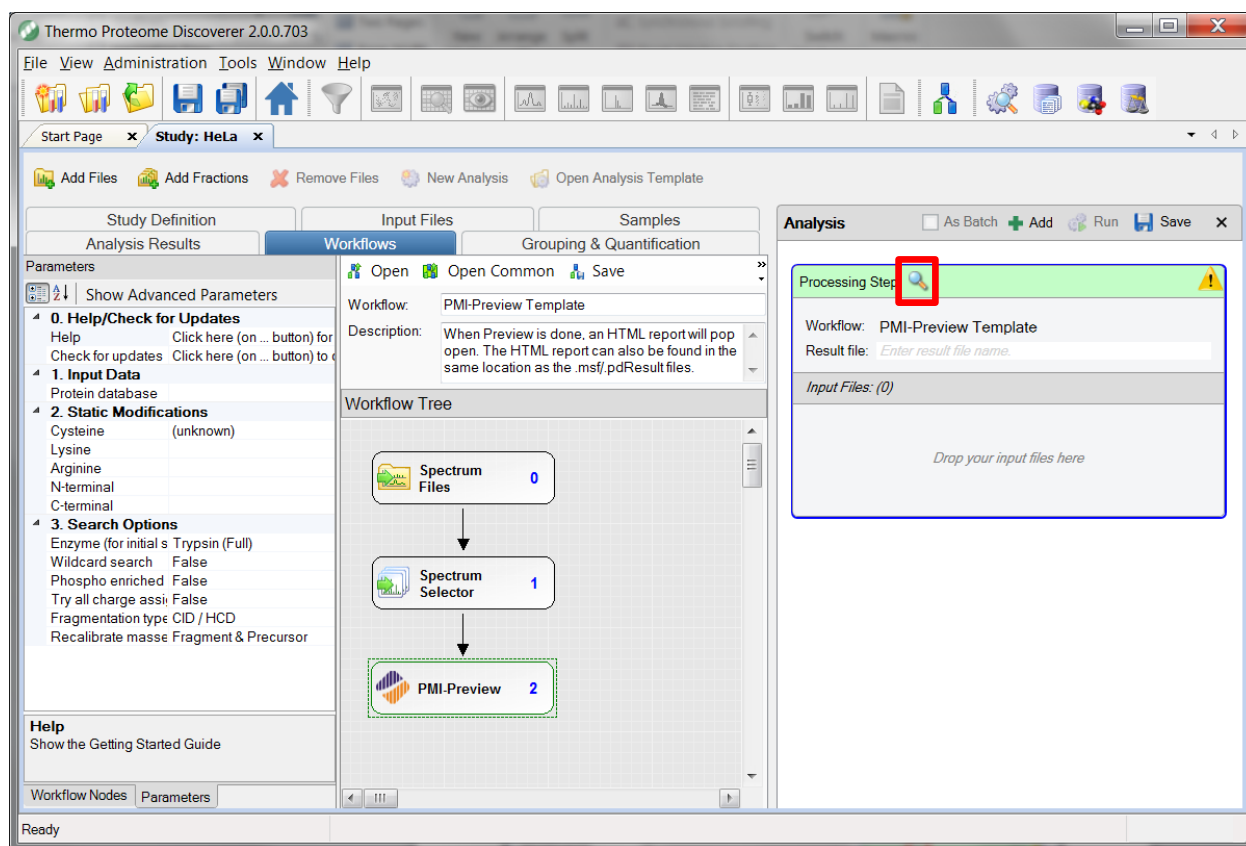 Thermo Proteome Discoverer 2.0.0.703
File View Administration Tools Window Help
Start Page x Study: HeLa x
Add Files Add Fractions Remove Files New Analysis Open Analysis Template
Study Definition Input Files Samples
Analysis Results Workflows Grouping & Quantification
Parameters
Show Advanced Parameters
0. Help/Check for Updates
Help Click here (on ... button) for
Check for updates Click here (on ... button) to
1. Input Data
Protein database
2. Static Modifications
Cysteine (unknown)
Lysine
Arginine
N-terminal
C-terminal
3. Search Options
Enzyme (for initial s Trypsin (Full)
Wildcard search False
Phospho enriched False
Try all charge assi False
Fragmentation type CID / HCD
Recalibrate masse Fragment & Precursor
Help
Show the Getting Started Guide
Workflow Nodes Parameters
Open Open Common Save »
Workflow: PMI-Preview Template
Description: When Preview is done, an HTML report will pop
open. The HTML report can also be found in the
same location as the .msf/.pdResult files.
Workflow Tree
Spectrum
Files 0
Spectrum
Selector 1
PMI-Preview 2
Analysis As Batch Add Run Save x
Processing Step
Workflow: PMI-Preview Template
Result file: Enter result file name.
Input Files: (0)
Drop your input files here
Ready